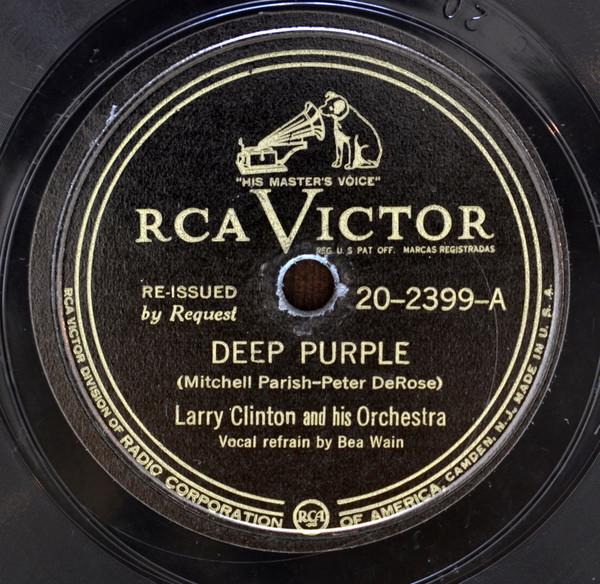 "HIS MASTER'S VOICE"
RCA VICTOR
REG. U. S. PAT. OFF. MARCAS REGISTRADAS
RE-ISSUED
by Request
20-2399-A
DEEP PURPLE
(Mitchell Parish-Peter DeRose)
Larry Clinton and his Orchestra
Vocal refrain by Bea Wain
RCA VICTOR DIVISION OF RADIO CORPORATION OF AMERICA, CAMDEN, N. J. MADE IN U. S. A.
RCA